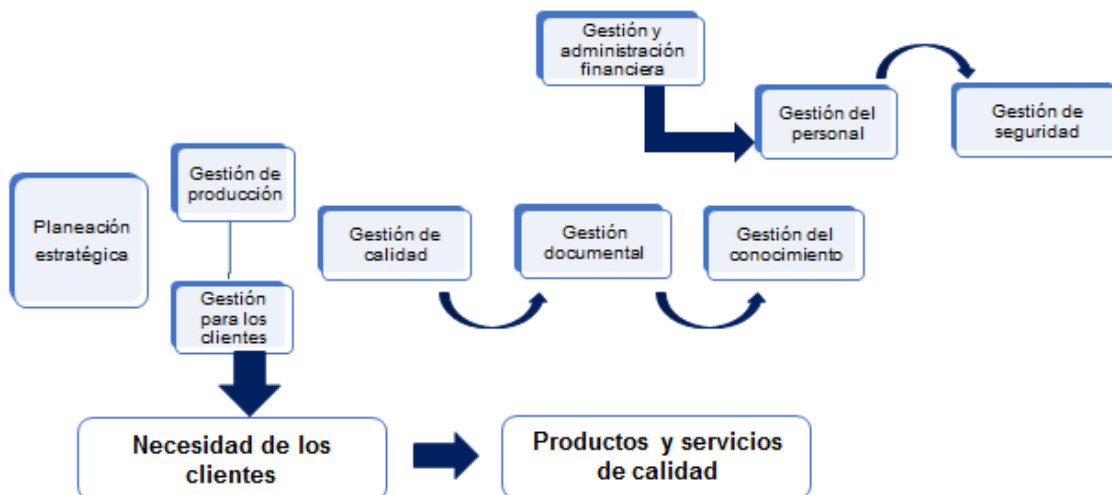 Gestión y
administración
financiera
Gestión del
personal
Gestión de
seguridad
Planeación
estratégica
Gestión de
producción
Gestión
para los
clientes
Gestión de
calidad
Gestión
documental
Gestión del
conocimiento
Necesidad de los
clientes
Productos y servicios
de calidad